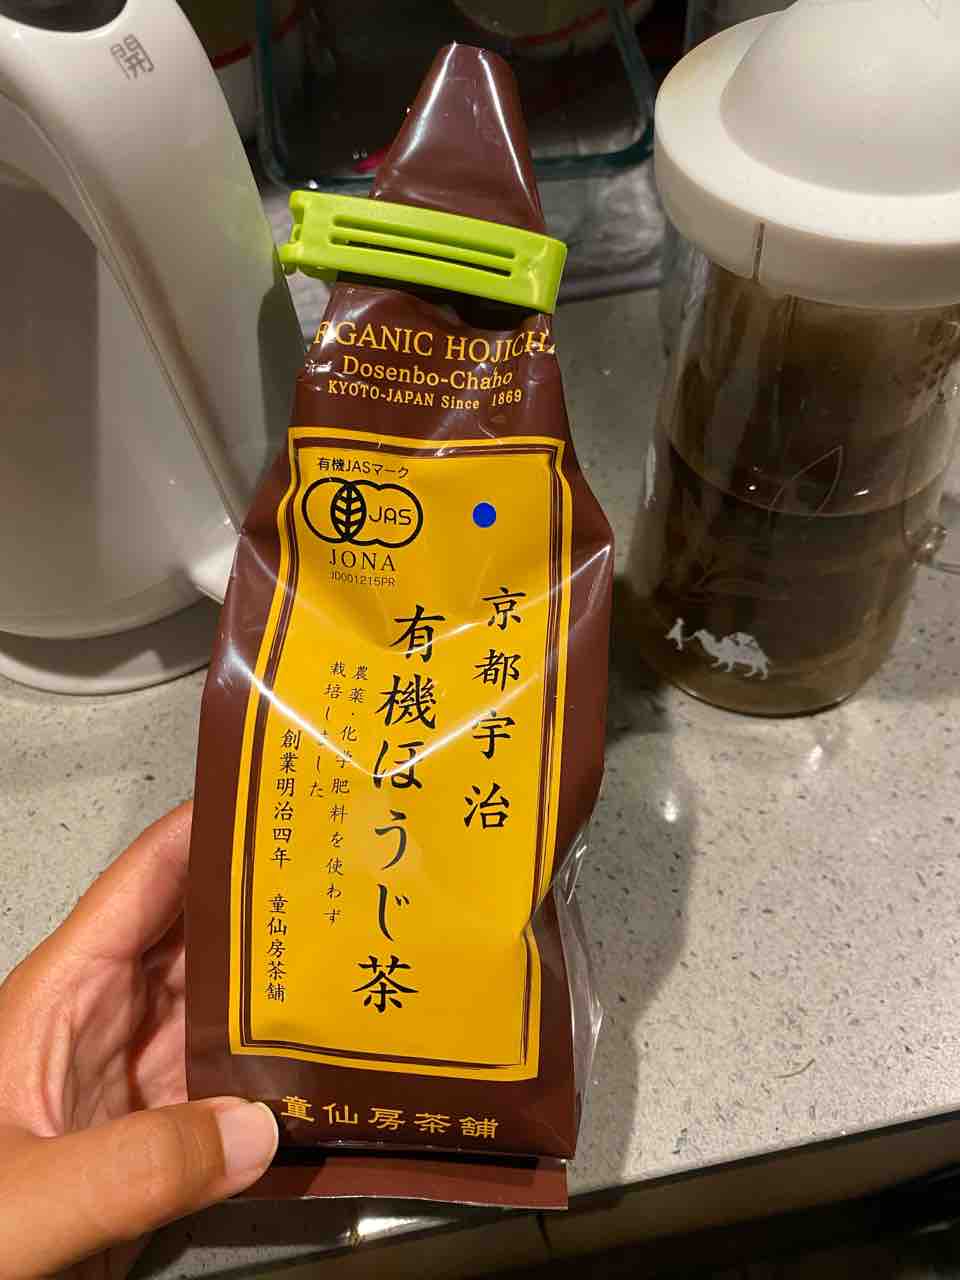 開
ORGANIC HOJICHA
Dosenbo-Chaho
KYOTO-JAPAN Since 1869
有機JASマーク
JAS
JONA
JD001215PR
京都宇治
有機ほうじ茶
農薬・化学肥料を使わず
栽培しました
創業明治四年 童仙房茶舗
童仙房茶舗